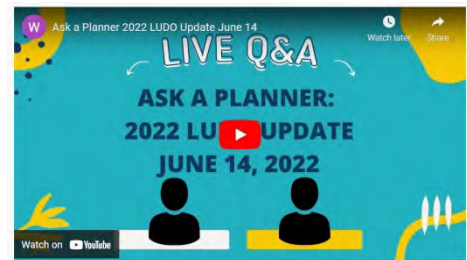 W Ask a Planner 2022 LUDO Update June 14
Watch later
Share
LIVE Q&A
ASK A PLANNER:
2022 LU UPDATE
JUNE 14, 2022
Watch on YouTube